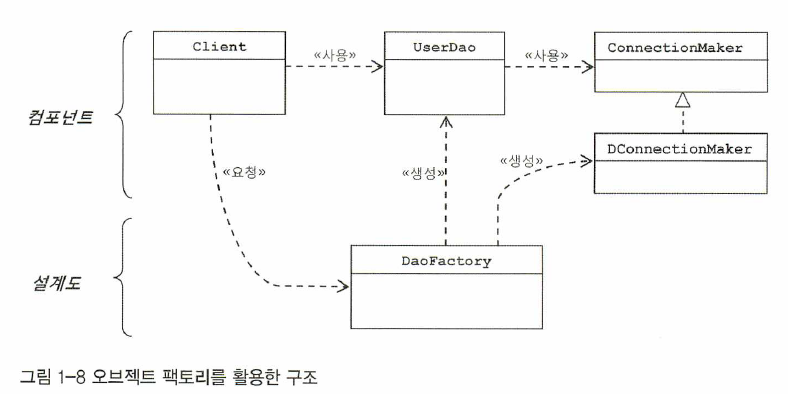 Client
UserDao
ConnectionMaker
«사용»
«사용»
컴포넌트
DConnectionMaker
«요청»
«생성»
«생성»
설계도
DaoFactory
그림 1-8 오브젝트 팩토리를 활용한 구조